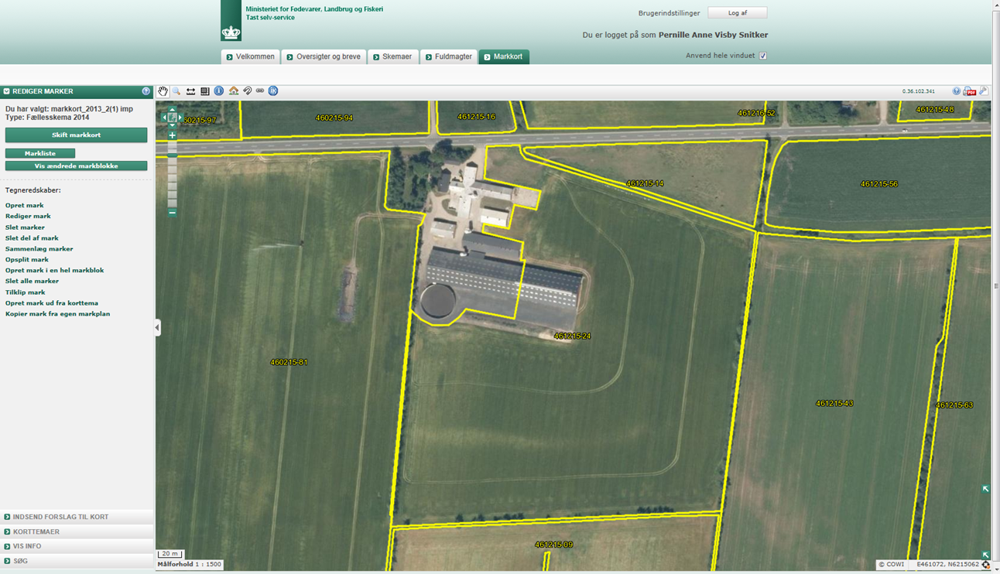 Ministeriet for Fødevarer, Landbrug og Fiskeri
Tast selv-service
Brugerindstillinger
Log af
Du er logget på som Pernille Anne Visby Snitker
Velkommen
Oversigter og breve
Skemaer
Fuldmagter
Markkort
Anvend hele vinduet
REDIGER MARKER
0.36.102.341
PDF
Du har valgt: markkort_2013_2(1) imp
Type: Fællesskema 2014
Skift markkort
Markliste
Vis ændrede markblokke
Tegneredskaber:
Opret mark
Rediger mark
Slet marker
Slet del af mark
Sammenlæg marker
Opsplit mark
Opret mark i en hel markblok
Slet alle marker
Tilklip mark
Opret mark ud fra korttema
Kopier mark fra egen markplan
INDSEND FORSLAG TIL KORT
KORTTEMAER
VIS INFO
SØG
460215-97
460215-94
461215-16
461216-52
461215-48
461215-14
461215-56
461215-24
460215-81
461215-43
461215-63
461215-09
20 m
Målforhold 1 : 1500
© COWI
E461072, N6215062